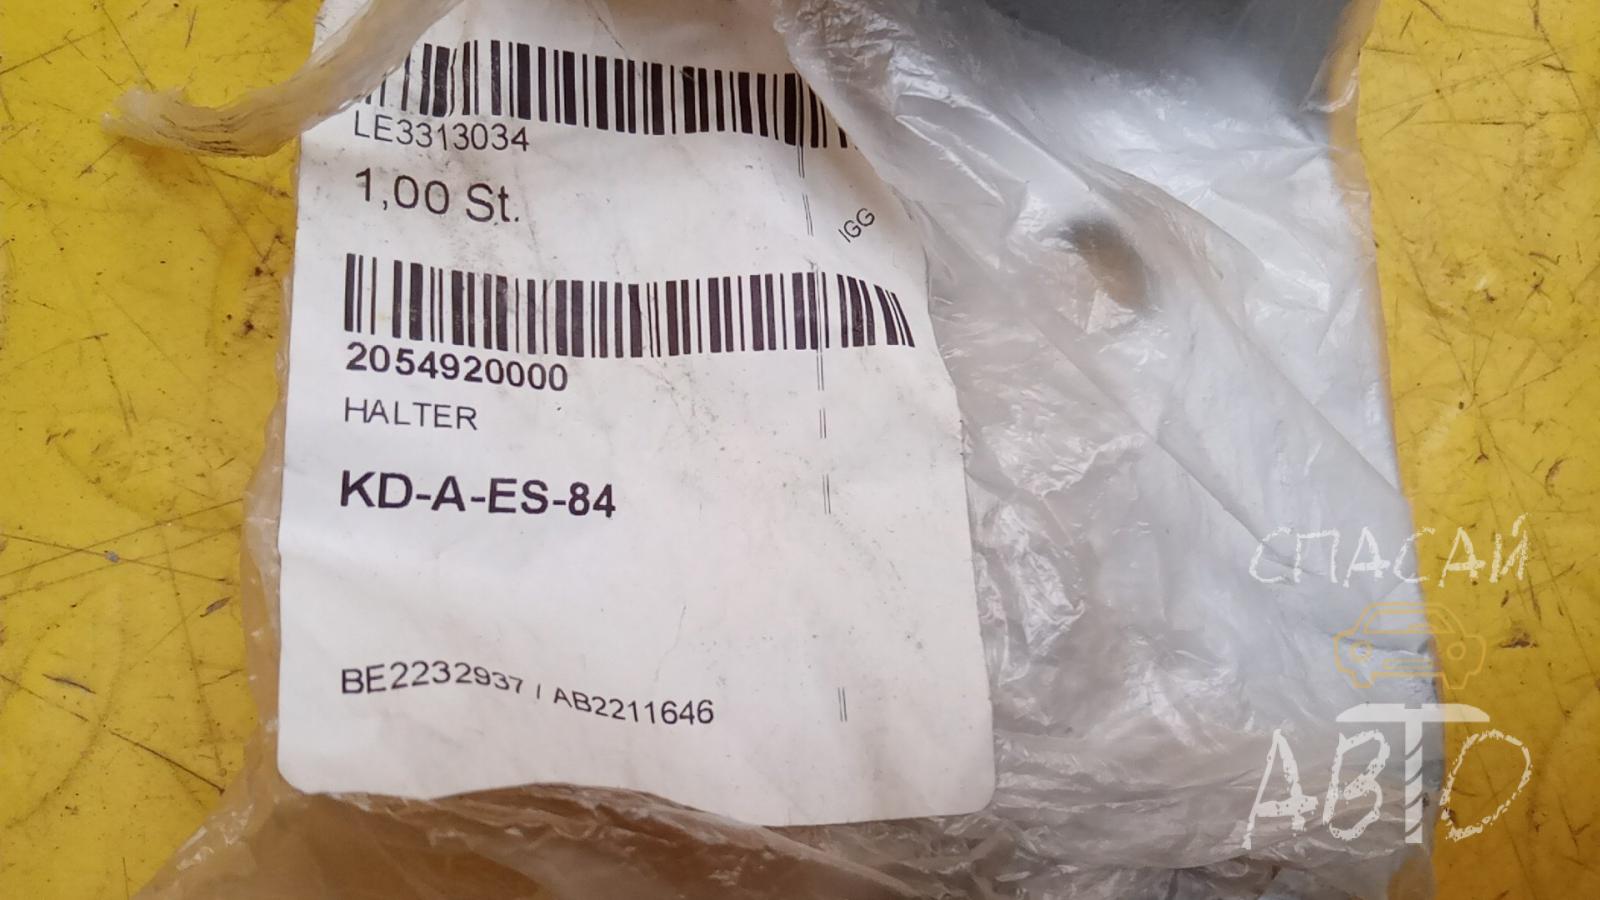 LE3313034
1,00 St.
IGG
2054920000
HALTER
KD-A-ES-84
BE2232937 / AB2211646
СПАСАЙ
АВТО